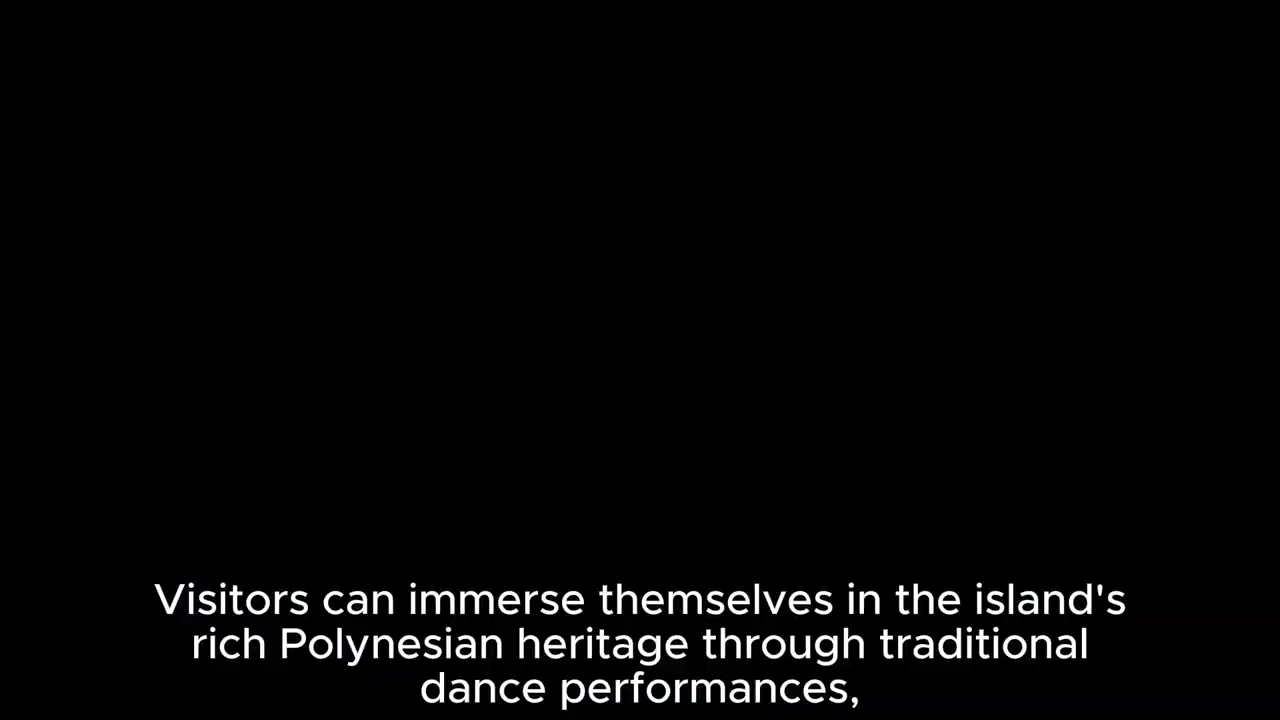 Visitors can immerse themselves in the island's
rich Polynesian heritage through traditional
dance performances,